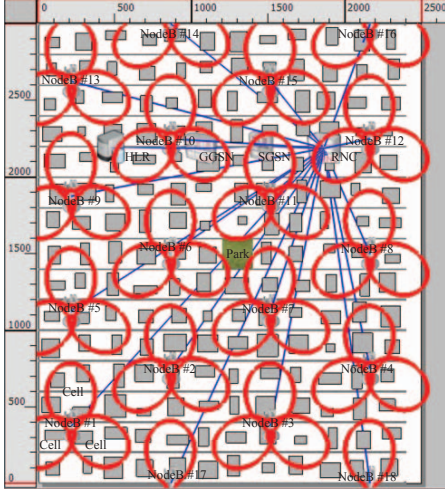 0 500 1000 1500 2000 2500
NodeB #14 NodeB #16
NodeB #13 NodeB #15
2500
NodeB #10 NodeB #12
HLR GGSN SGSN RNC
2000
NodeB #9 NodeB #11
NodeB #6 NodeB #8
Park
1500
NodeB #5 NodeB #7
1000
NodeB #2 NodeB #4
Cell
500
NodeB #1 NodeB #3
Cell Cell
NodeB #17 NodeB #18
0